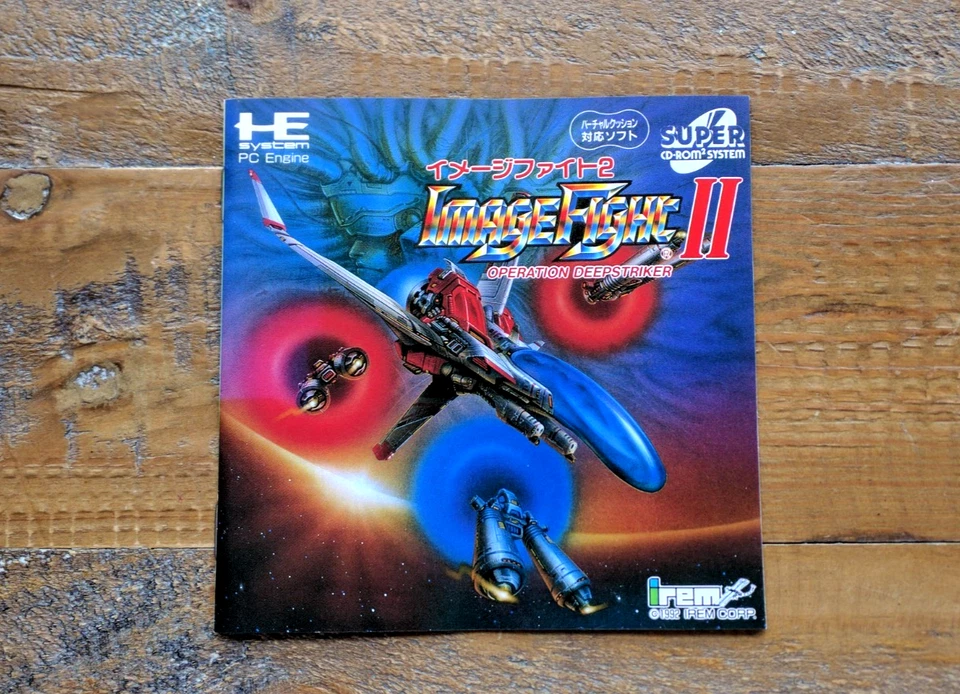 HE
system
PC Engine
バーチャルクッション
対応ソフト
SUPER
CD-ROM² SYSTEM
イメージファイト2
IMAGE FIGHT II
®
OPERATION DEEPSTRIKER
irem
©1992 IREM CORP.